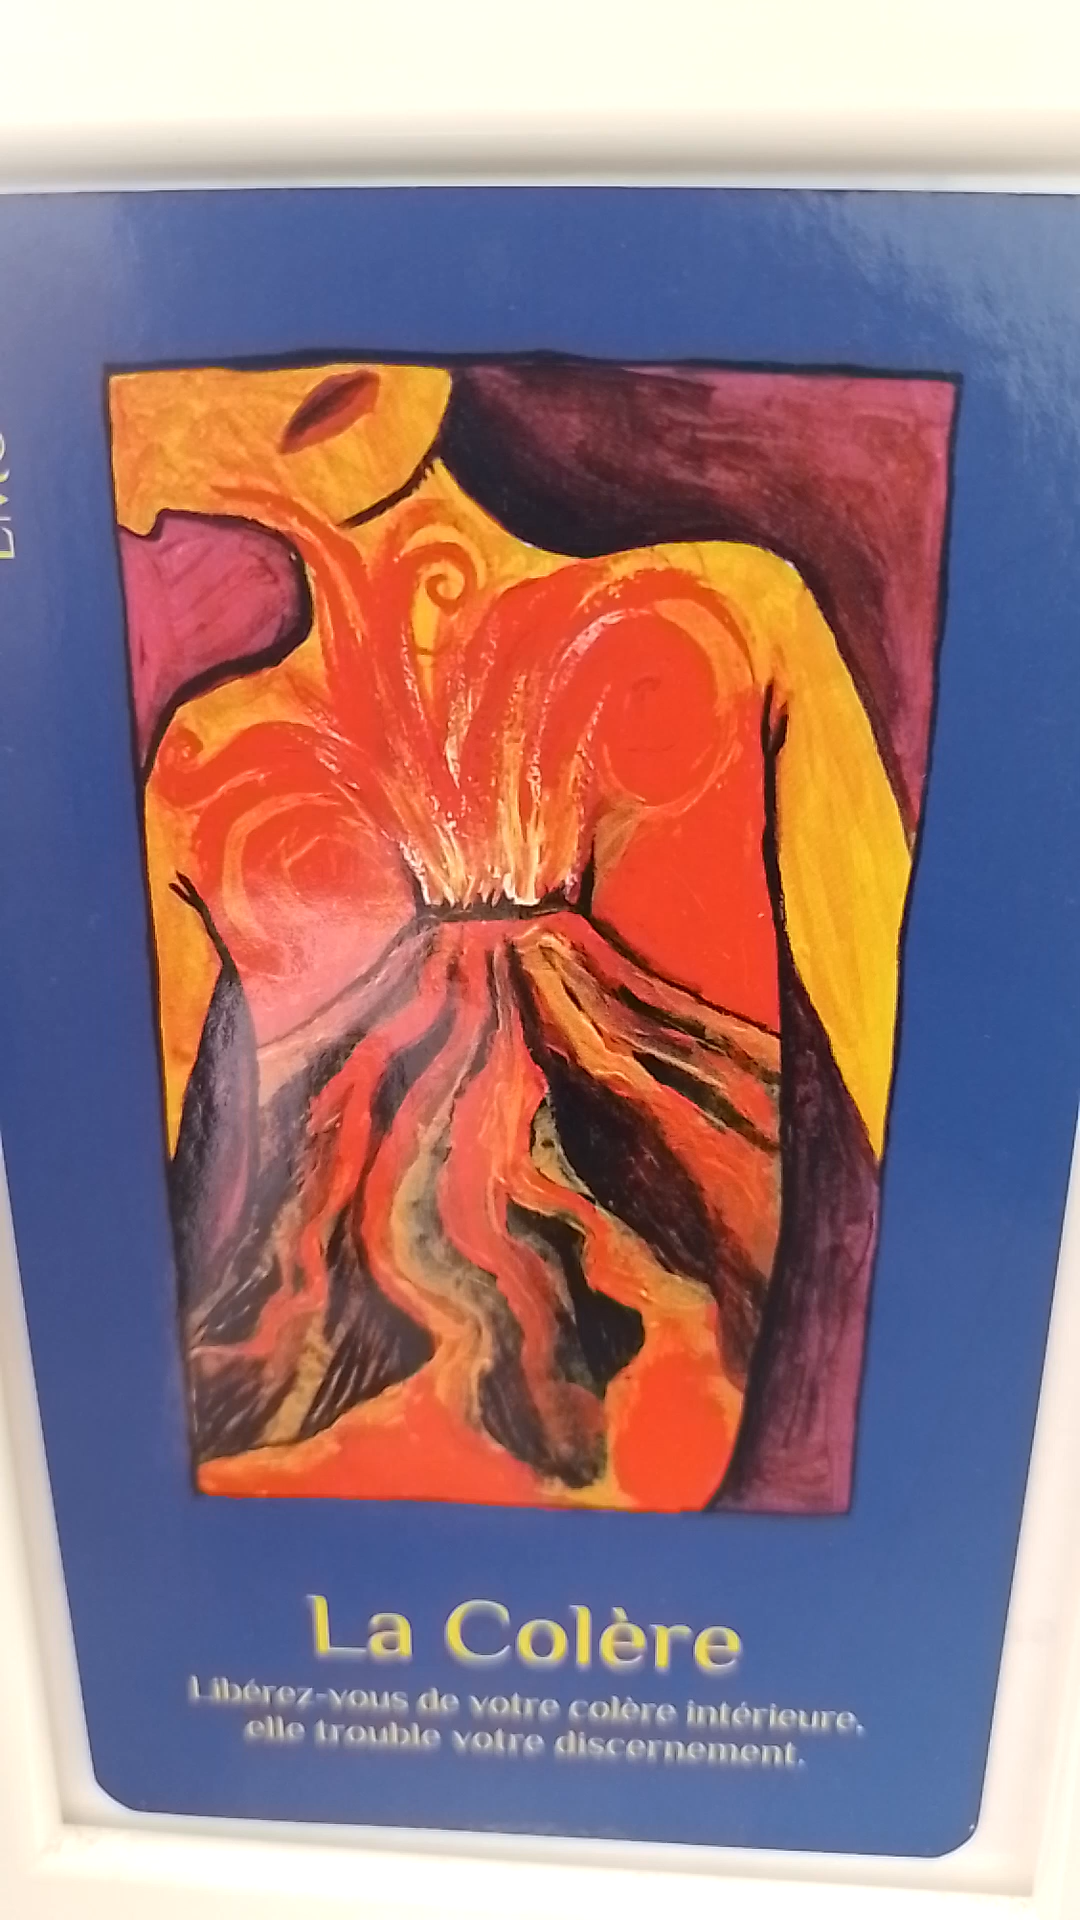 La Colère
Libérez-vous de votre colère intérieure,
elle trouble votre discernement.